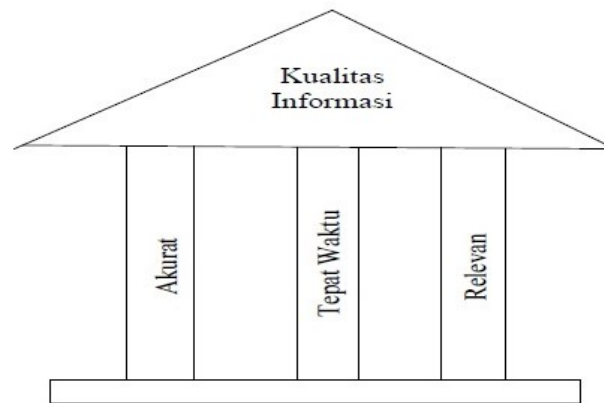 Kualitas
Informasi
Akurat
Tepat Waktu
Relevan